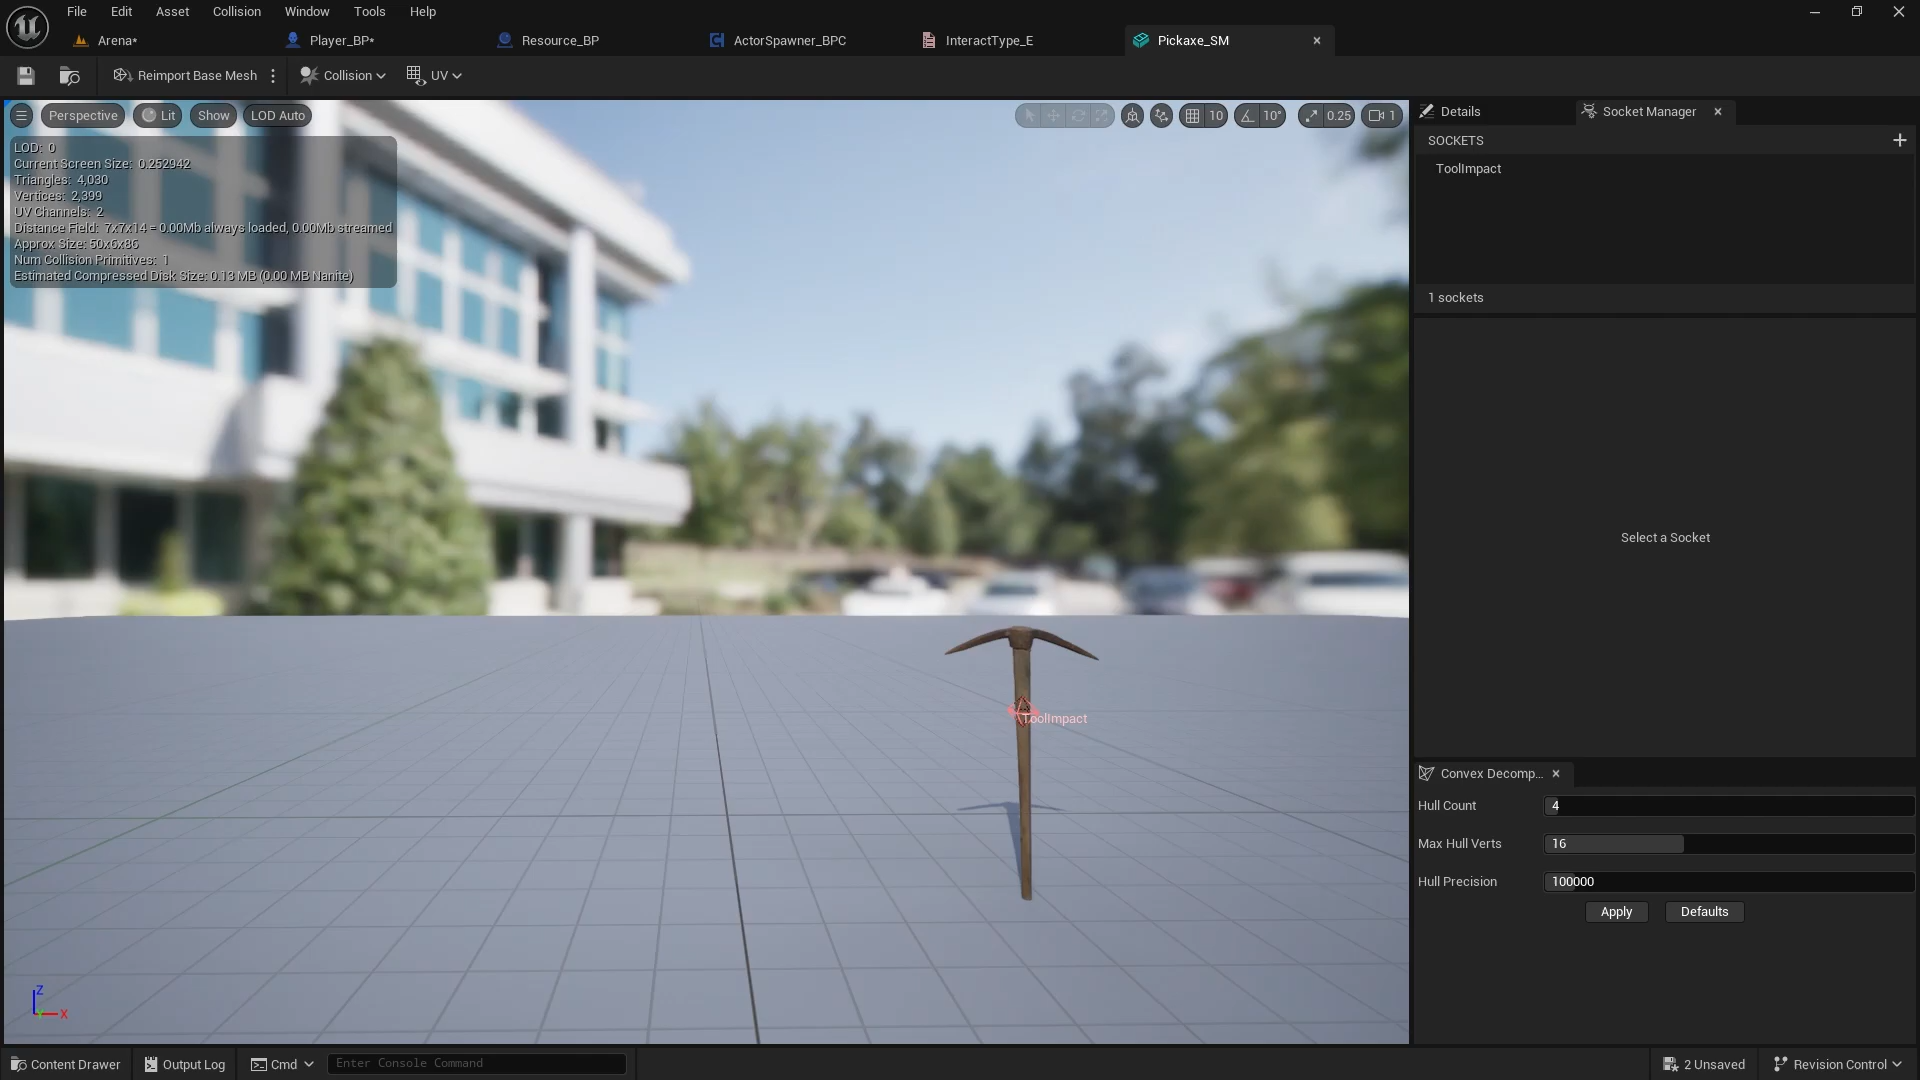 File Edit Asset Collision Window Tools Help
Arena* Player_BP* Resource_BP ActorSpawner_BPC InteractType_E Pickaxe_SM
Reimport Base Mesh Collision UV
Perspective Lit Show LOD Auto 10 10° 0.25 1
LOD: 0
Current Screen Size: 0.252942
Triangles: 4,030
Vertices: 2,399
UV Channels: 2
Distance Field: 7x7x14 = 0.00Mb always loaded, 0.00Mb streamed
Approx Size: 50x6x86
Num Collision Primitives: 1
Estimated Compressed Disk Size: 0.13 MB (0.00 MB Nanite)
ToolImpact
Z
X
Details Socket Manager
SOCKETS
ToolImpact
1 sockets
Select a Socket
Convex Decomp...
Hull Count 4
Max Hull Verts 16
Hull Precision 100000
Apply Defaults
Content Drawer Output Log Cmd Enter Console Command 2 Unsaved Revision Control